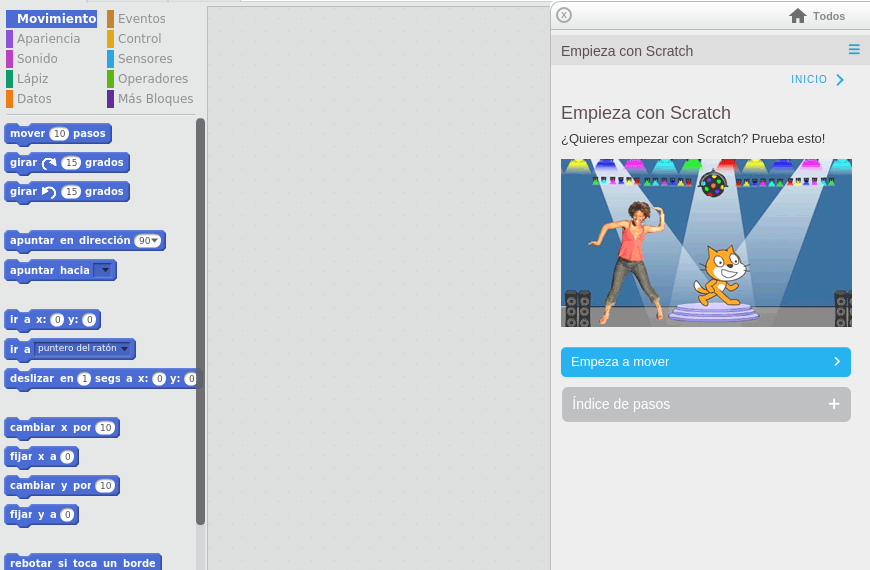 Movimiento
Apariencia
Sonido
Lápiz
Datos
Eventos
Control
Sensores
Operadores
Más Bloques
mover 10 pasos
girar 15 grados
girar 15 grados
apuntar en dirección 90
apuntar hacia
ir a x: 0 y: 0
ir a puntero del ratón
deslizar en 1 segs a x: 0 y: 0
cambiar x por 10
fijar x a 0
cambiar y por 10
fijar y a 0
rebotar si toca un borde
x
Todos
Empieza con Scratch
INICIO
Empieza con Scratch
¿Quieres empezar con Scratch? Prueba esto!
Empeza a mover
Índice de pasos +